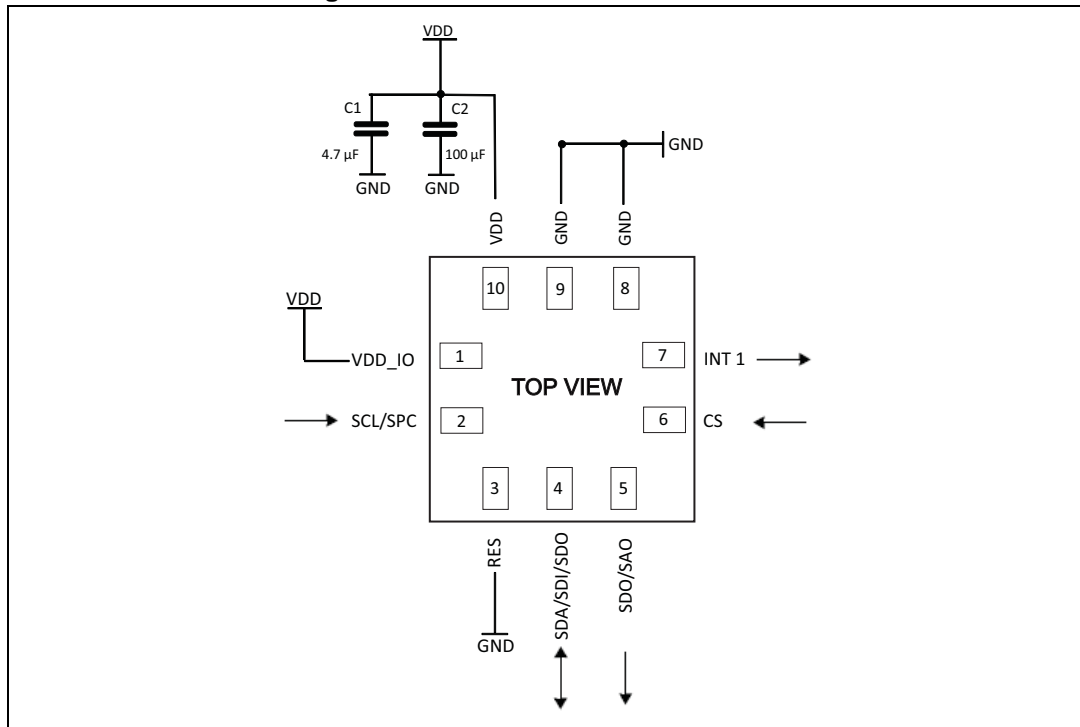 VDD
C1
C2
4.7 µF
100 µF
GND
GND
GND
VDD
GND
GND
10
9
8
VDD
VDD_IO
1
7
INT 1
TOP VIEW
SCL/SPC
2
6
CS
3
4
5
RES
SDA/SDI/SDO
SDO/SAO
GND